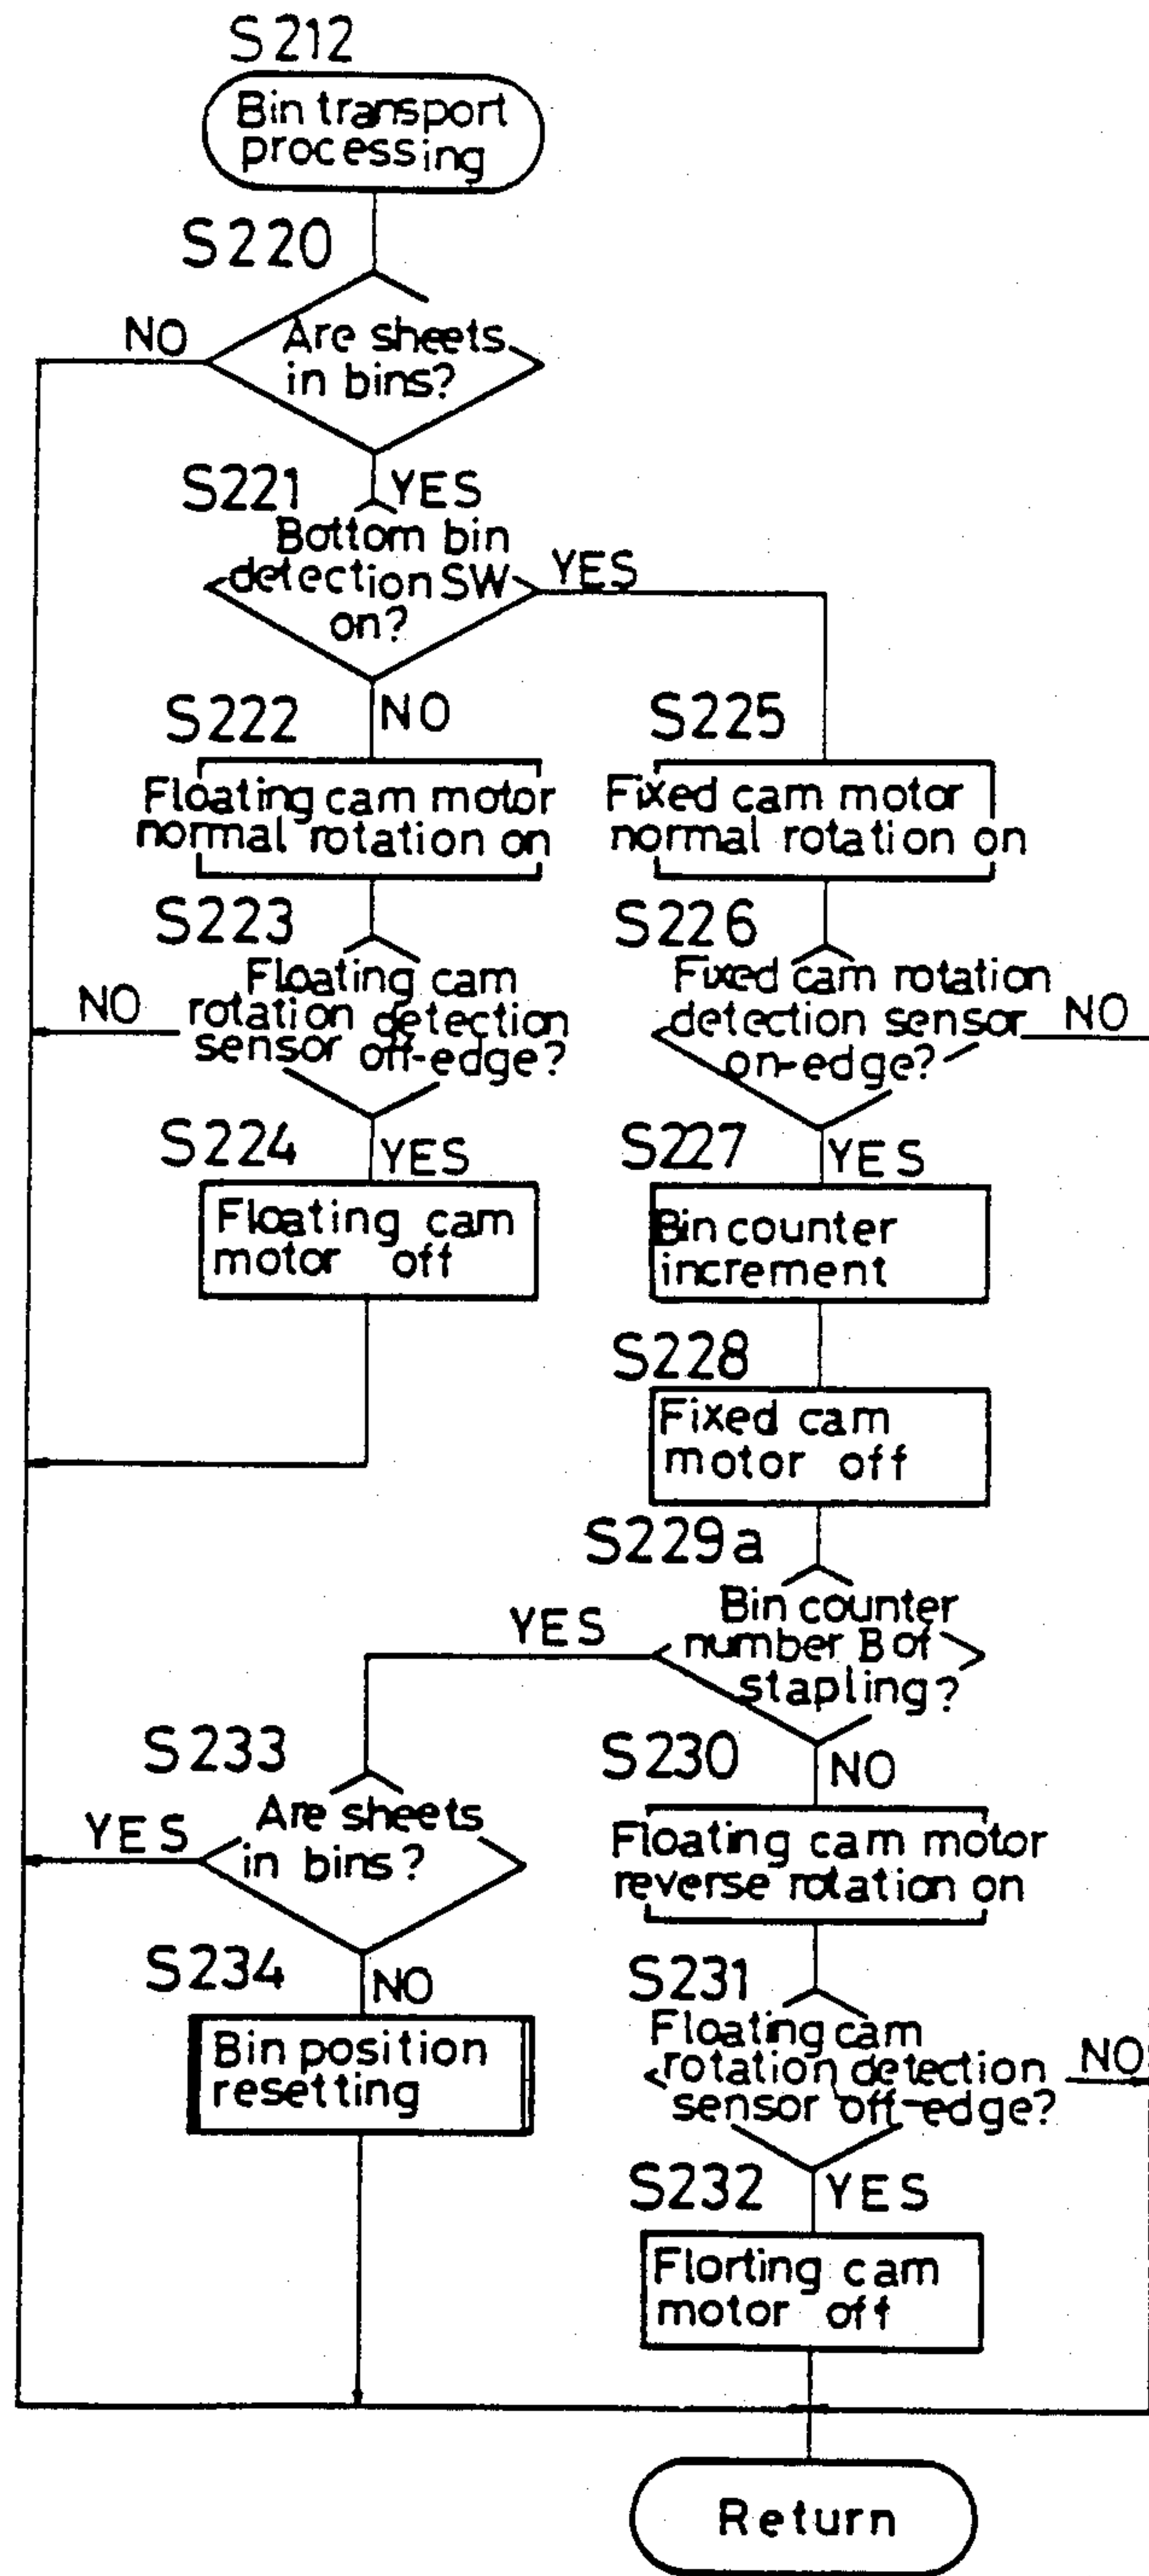 S212
Bin transport
processing
S220
NO
Are sheets
in bins?
S221
YES
Bottom bin
detection SW
on?
YES
S222
NO
S225
Floating cam motor
normal rotation on
Fixed cam motor
normal rotation on
S223
Floating cam
rotation detection
sensor off-edge?
NO
S226
Fixed cam rotation
detection sensor
on-edge?
NO
S224
YES
Floating cam
motor off
S227
YES
Bin counter
increment
S228
Fixed cam
motor off
S229a
Bin counter
number B of
stapling?
YES
S233
Are sheets
in bins?
YES
S230
NO
Floating cam motor
reverse rotation on
S234
NO
Bin position
resetting
S231
Floating cam
rotation detection
sensor off-edge?
NO
S232
YES
Florting cam
motor off
Return